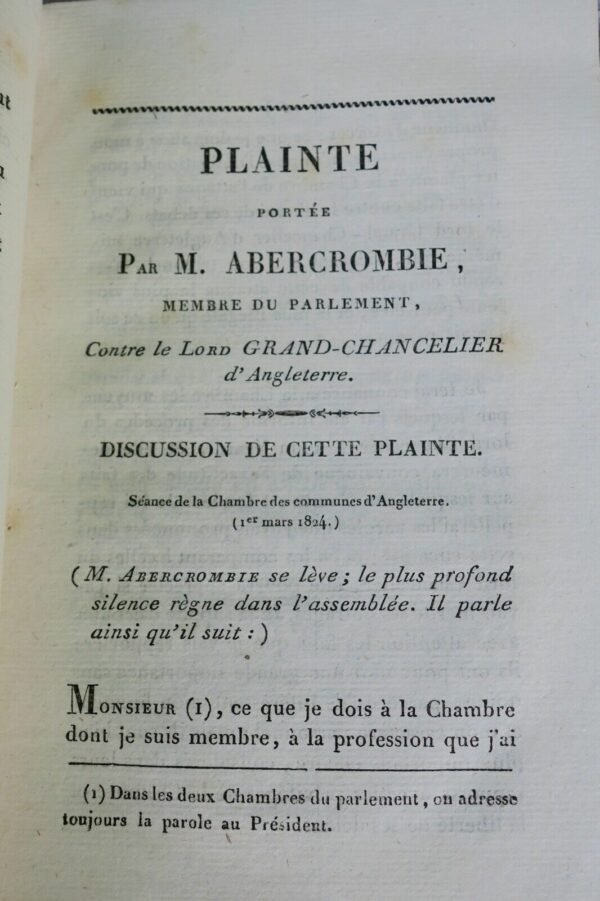 PLAINTE
PORTÉE
PAR M. ABERCROMBIE,
MEMBRE DU PARLEMENT,
Contre le LORD GRAND-CHANCELIER
d'Angleterre.
DISCUSSION DE CETTE PLAINTE.
Séance de la Chambre des communes d'Angleterre.
(1er mars 1824.)
(M. ABERCROMBIE se lève; le plus profond
silence règne dans l'assemblée. Il parle
ainsi qu'il suit :)
MONSIEUR (1), ce que je dois à la Chambre
dont je suis membre, à la profession que j'ai
(1) Dans les deux Chambres du parlement, on adresse
toujours la parole au Président.